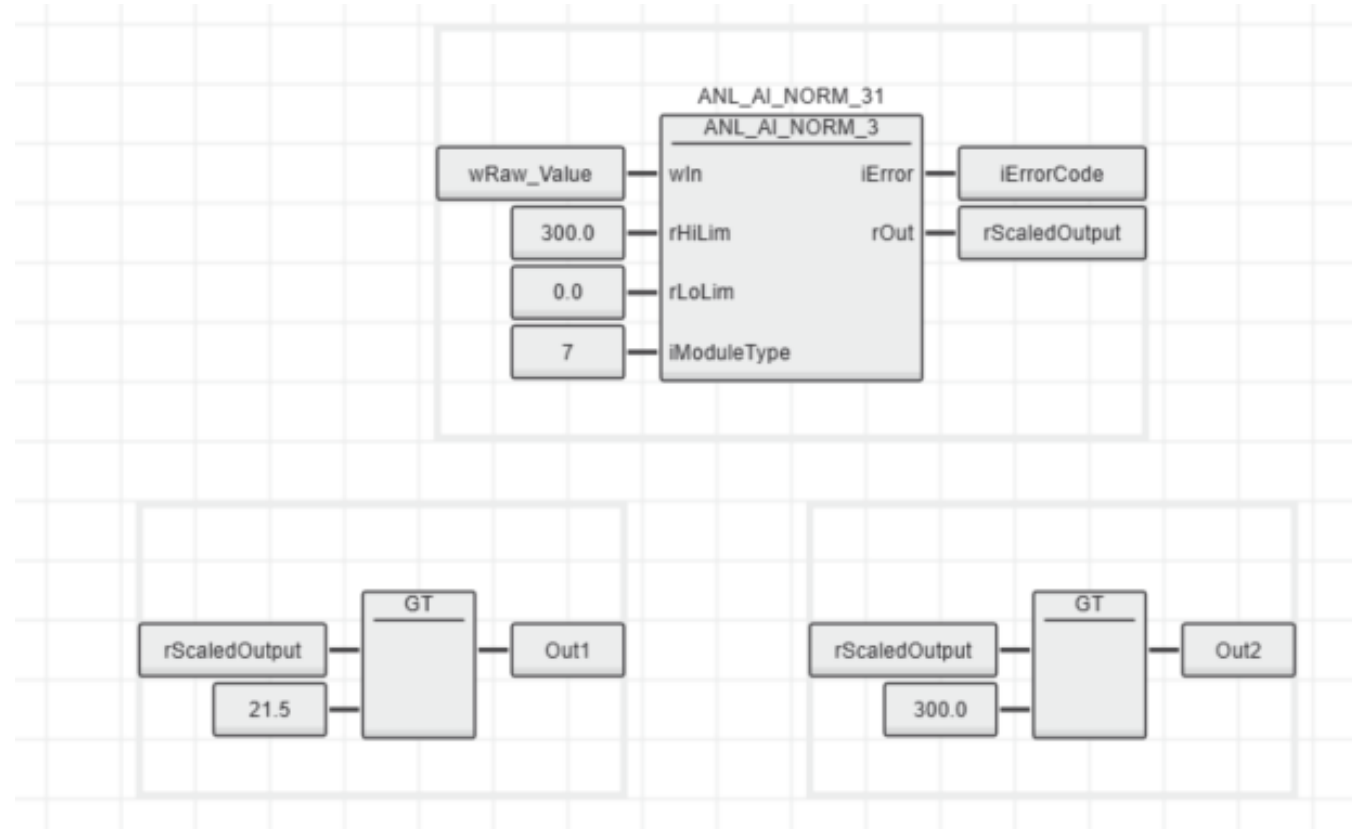 ANL_AI_NORM_31
ANL_AI_NORM_3
wRaw_Value wIn iError iErrorCode
300.0 rHiLim rOut rScaledOutput
0.0 rLoLim
7 iModuleType
GT
rScaledOutput Out1
21.5
GT
rScaledOutput Out2
300.0